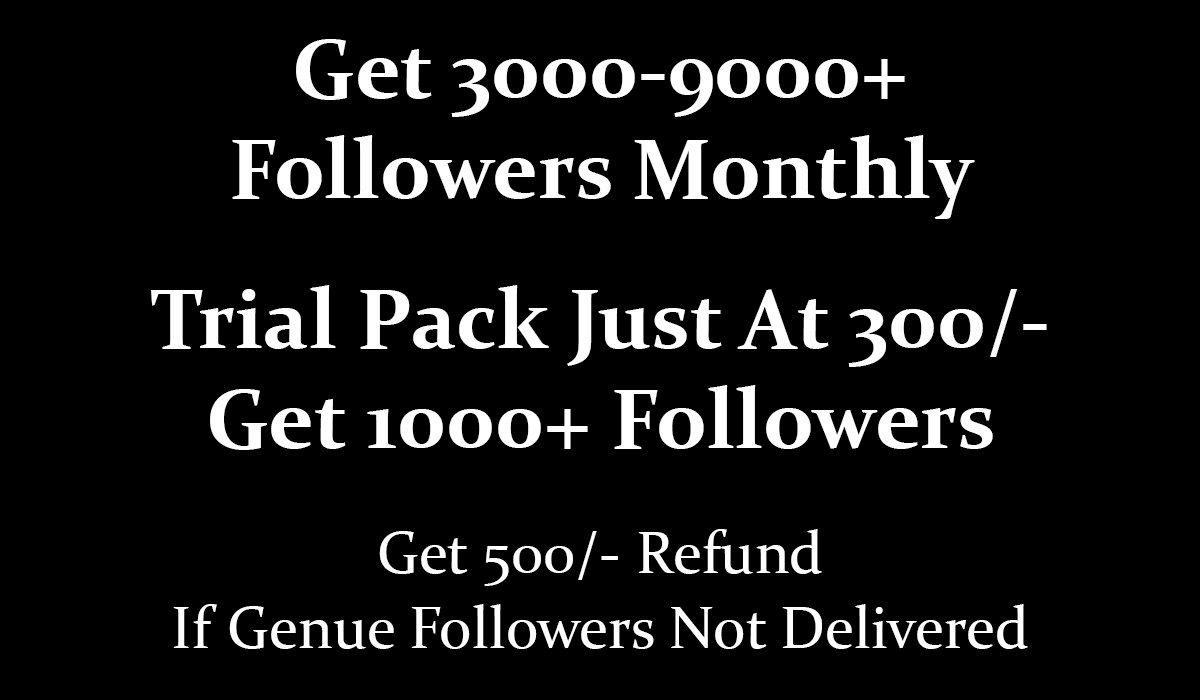 Get 3000-9000+
Followers Monthly
Trial Pack Just At 300/-
Get 1000+ Followers
Get 500/- Refund
If Genue Followers Not Delivered